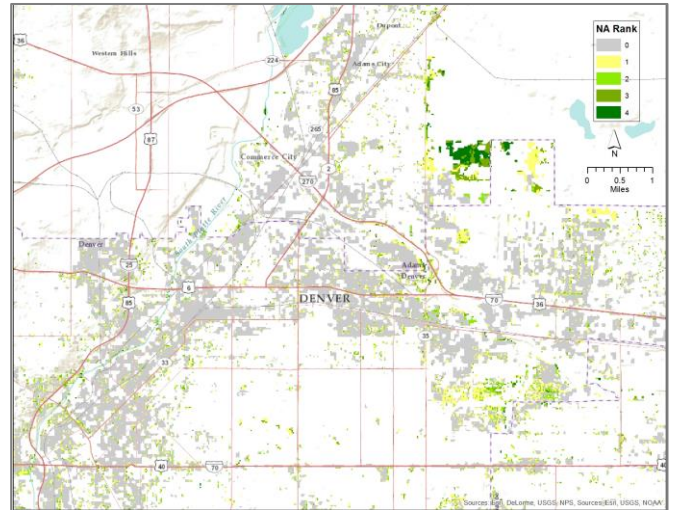 36
Western Hills
224
Dupont
Adams City
85
53
87
265
Commerce City
2
270
South Platte River
Denver
25
Adams
Denver
6
DENVER
70
36
85
35
33
40
70
40
NA Rank
0
1
2
3
4
N
0 0.5 1
Miles
Sources: Esri, DeLorme, USGS, NPS, Sources: Esri, USGS, NOAA